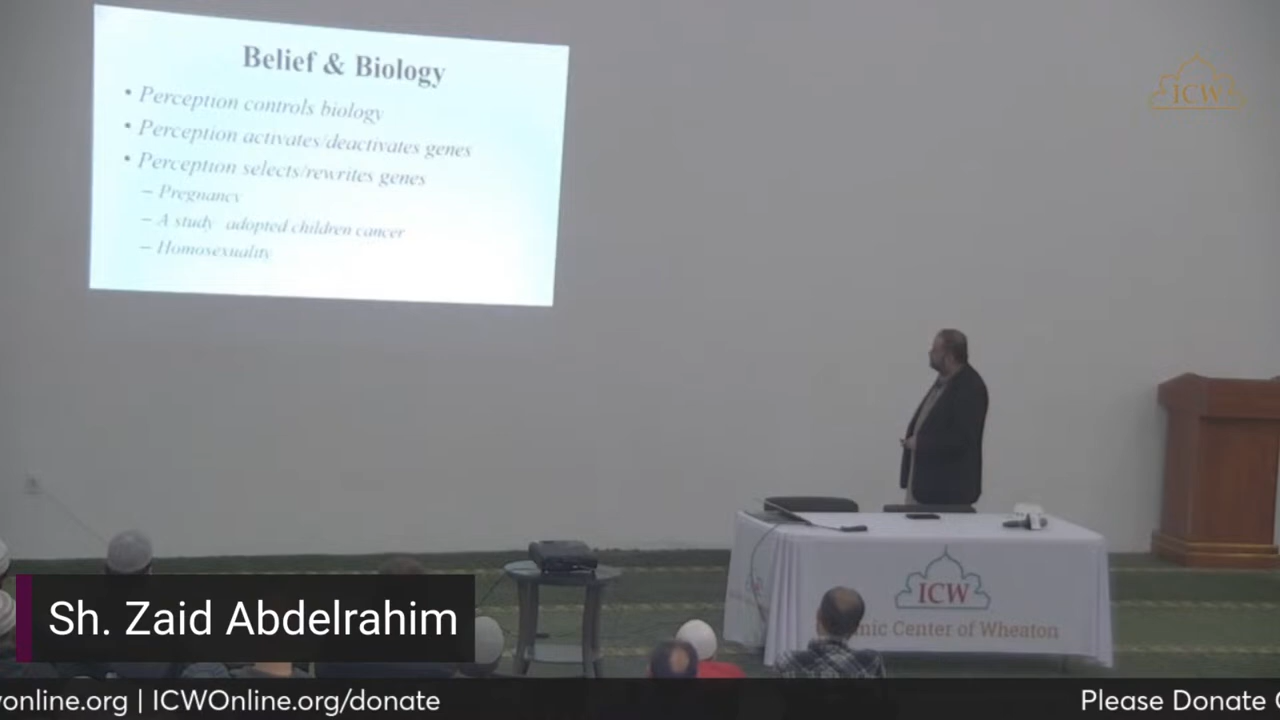 Belief & Biology
• Perception controls biology
• Perception activates/deactivates genes
• Perception selects/rewrites genes
– Pregnancy
– A study adopted children cancer
– Homosexuality
ICW
ICW
nic Center of Wheaton
Sh. Zaid Abdelrahim
online.org | ICWOnline.org/donate
Please Donate